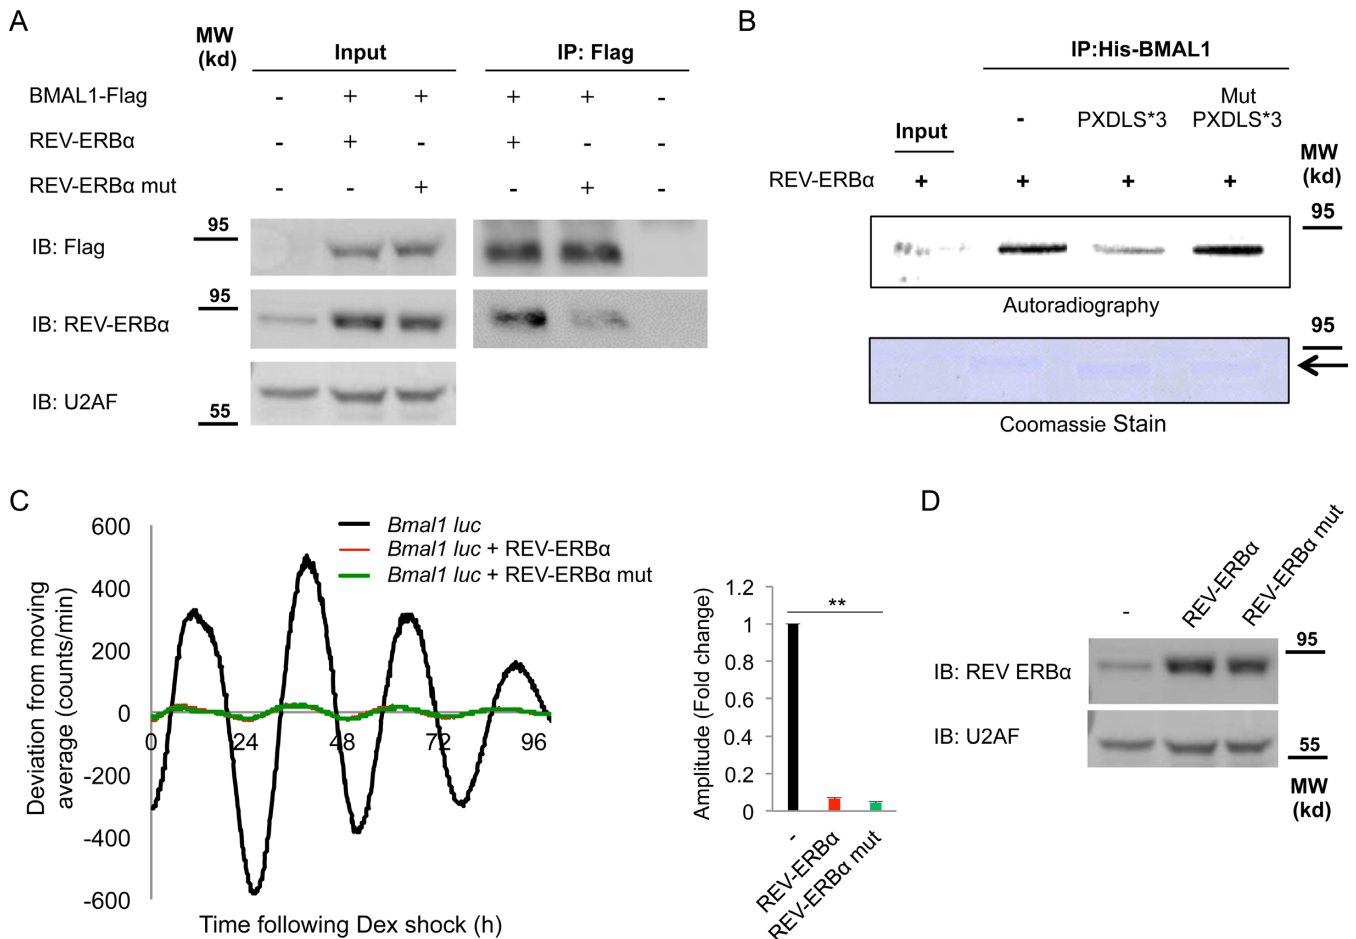 A
MW
(kd)
Input
IP: Flag
BMAL1-Flag - + + + + -
REV-ERBα - + - + - -
REV-ERBα mut - - + - + -
95
IB: Flag
95
IB: REV-ERBα
IB: U2AF
55
B
IP:His-BMAL1
Input
-
PXDLS*3
Mut
PXDLS*3
MW
(kd)
REV-ERBα + + + +
95
Autoradiography
95
Coomassie Stain
C
Bmal1 luc
Bmal1 luc + REV-ERBα
Bmal1 luc + REV-ERBα mut
Deviation from moving
average (counts/min)
600
400
200
0
-200
-400
-600
0 24 48 72 96
Time following Dex shock (h)
Amplitude (Fold change)
1.2
1
0.8
0.6
0.4
0.2
0
**
-
REV-ERBα
REV-ERBα mut
D
-
REV-ERBα
REV-ERBα mut
95
IB: REV ERBα
IB: U2AF
55
MW
(kd)